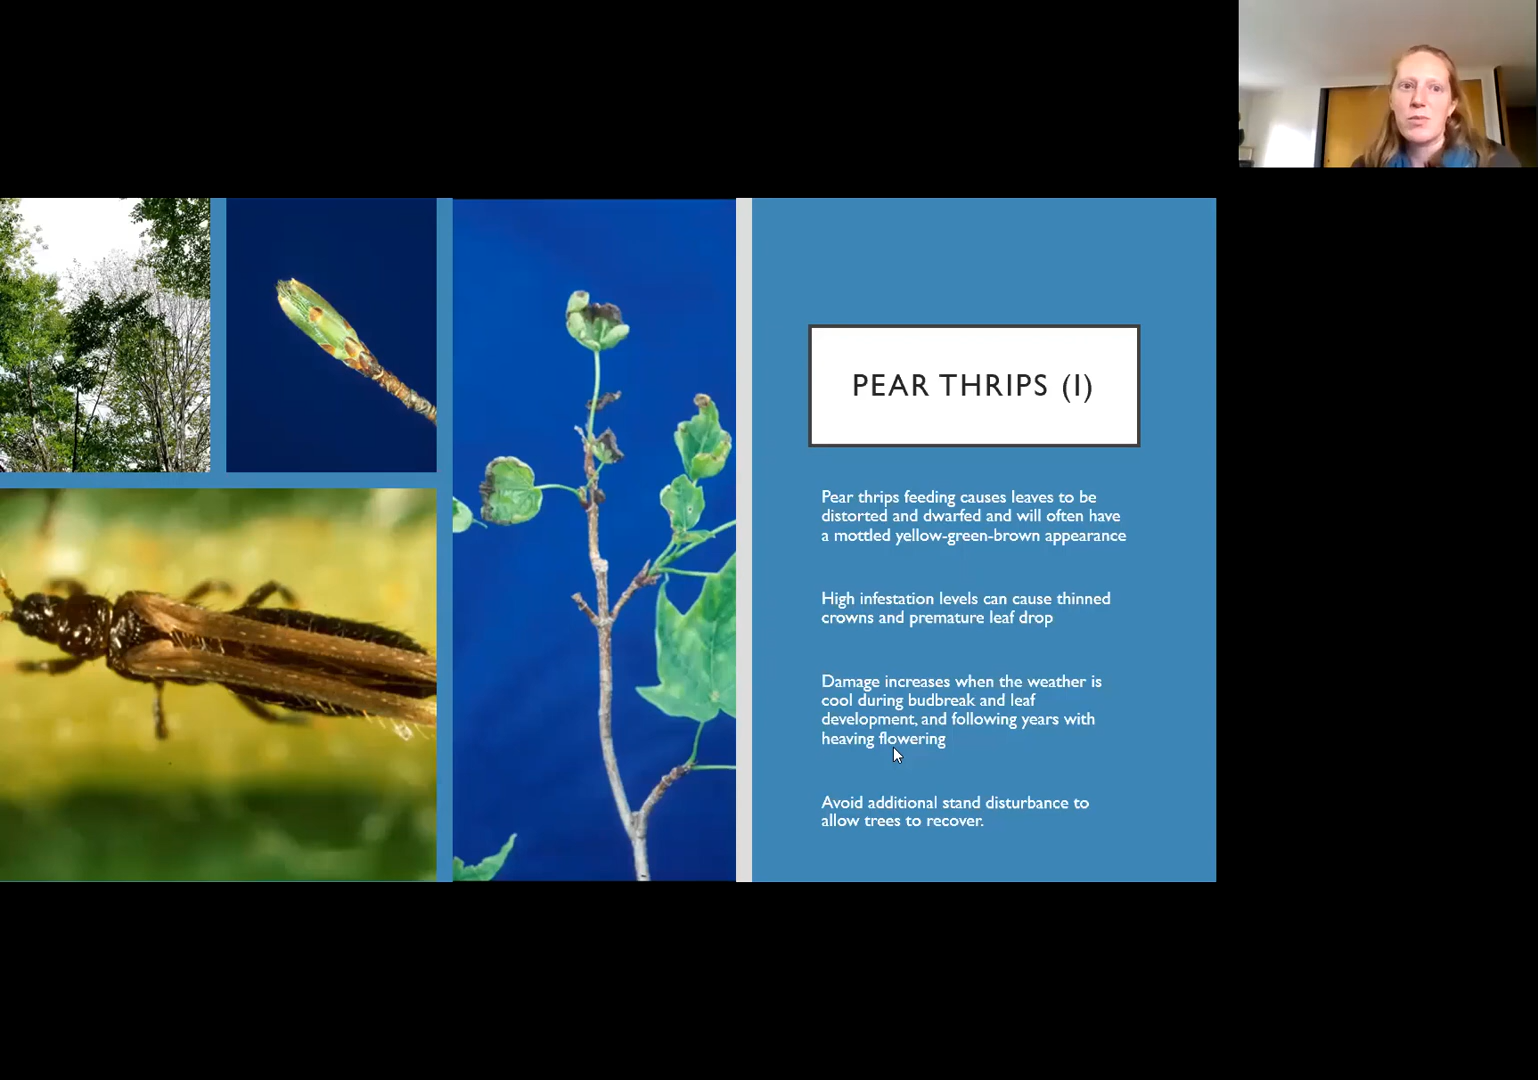 PEAR THRIPS (I)
Pear thrips feeding causes leaves to be
distorted and dwarfed and will often have
a mottled yellow-green-brown appearance
High infestation levels can cause thinned
crowns and premature leaf drop
Damage increases when the weather is
cool during budbreak and leaf
development, and following years with
heaving flowering
Avoid additional stand disturbance to
allow trees to recover.